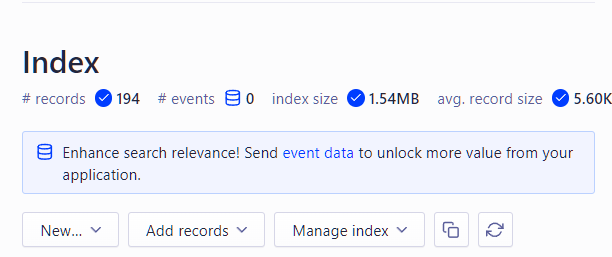 Index
# records 194 # events 0 index size 1.54MB avg. record size 5.60K
Enhance search relevance! Send event data to unlock more value from your
application.
New... Add records Manage index